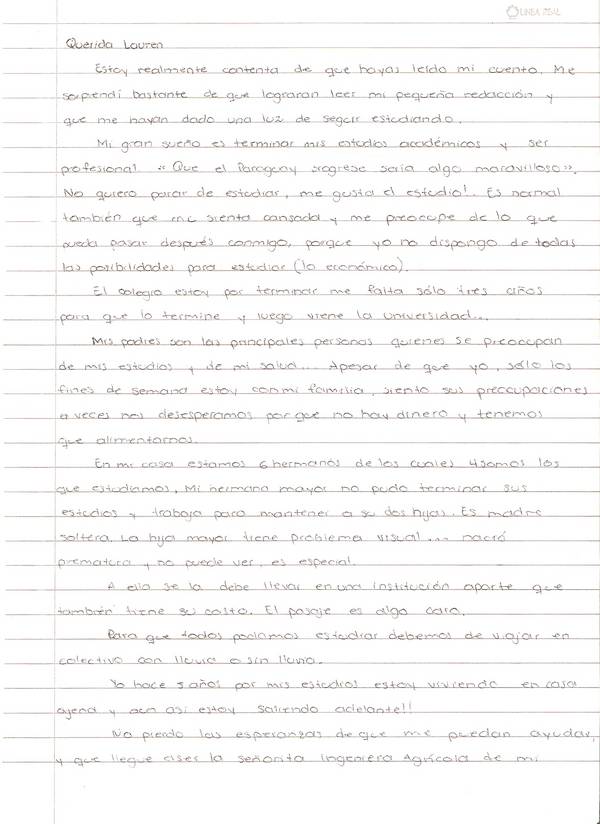 LINEA REAL
Querida Lauren
Estoy realmente contenta de que hayas leído mi cuento. Me
sorpendí bastante de que lograran leer mi pequeña redacción y
que me hayan dado una luz de seguir estudiando.
Mi gran sueño es terminar mis estudios académicos y ser
profesional "Que el Paraguay progrese sería algo maravilloso".
No quiero parar de estudiar, me gusta el estudio!. Es normal
también que me sienta cansada y me preocupe de lo que
pueda pasar después conmigo, porque yo no dispongo de todas
las posibilidades para estudiar (lo económico).
El colegio estoy por terminar me falta sólo tres años
para que lo termine y luego viene la universidad...
Mis padres son las principales personas quienes se preocupan
de mis estudios y de mi salud... Apesar de que yo, sólo los
fines de semana estoy con mi familia, siento sus preocupaciones
a veces nos desesperamos por que no hay dinero y tenemos
que alimentarnos.
En mi casa estamos 6 hermanos de los cuales 4 somos los
que estudiamos, Mi hermana mayor no pudo terminar sus
estudios y trabaja para mantener a su dos hijas. Es madre
soltera. La hija mayor tiene problema visual... nació
prematura y no puede ver, es especial.
A ella se la debe llevar en una institución aparte que
también tiene su costo. El pasaje es algo caro.
Para que todos podamos estudiar debemos de viajar en
colectivo con lluvia o sin lluvia.
Yo hace 5 años por mis estudios estoy viviendo en casa
ajena y aun asi estoy saliendo adelante!!
No pierdo las esperanzas de que me puedan ayudar,
y que llegue a ser la señorita Ingeniera Agrícola de mi